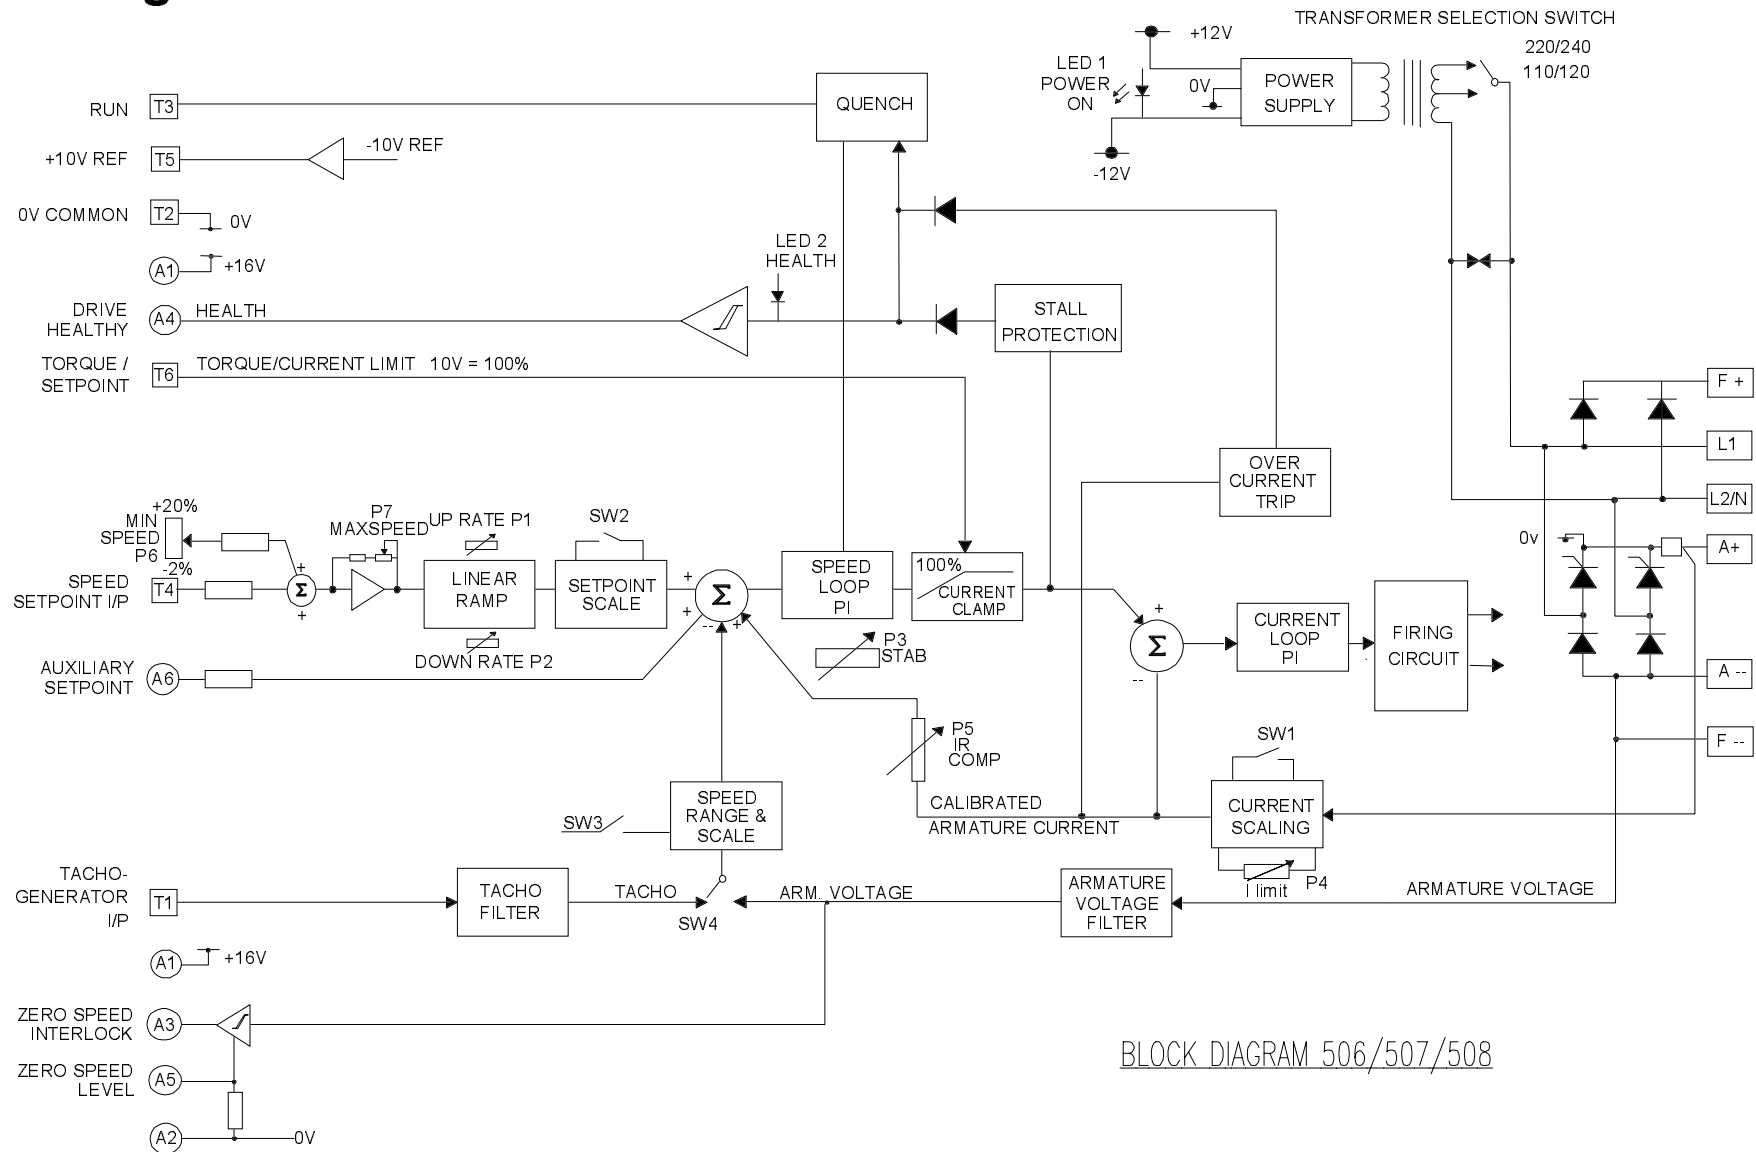 g
TRANSFORMER SELECTION SWITCH
220/240
110/120
+12V
LED 1
POWER
ON
0V
-12V
POWER
SUPPLY
RUN
T3
QUENCH
+10V REF
T5
-10V REF
0V COMMON
T2
0V
A1
+16V
LED 2
HEALTH
DRIVE
HEALTHY
A4
HEALTH
STALL
PROTECTION
TORQUE /
SETPOINT
T6
TORQUE/CURRENT LIMIT 10V = 100%
F +
L1
L2/N
A+
A --
F --
0v
OVER
CURRENT
TRIP
+20%
MIN
SPEED
P6
-2%
SPEED
SETPOINT I/P
T4
+
Σ
+
P7
MAXSPEED
UP RATE P1
LINEAR
RAMP
DOWN RATE P2
SW2
SETPOINT
SCALE
+
+
Σ
--
+
SPEED
LOOP
PI
P3
STAB
100%
CURRENT
CLAMP
+
Σ
--
CURRENT
LOOP
PI
FIRING
CIRCUIT
AUXILIARY
SETPOINT
A6
P5
IR
COMP
SW1
CURRENT
SCALING
I limit
P4
CALIBRATED
ARMATURE CURRENT
SPEED
RANGE &
SCALE
SW3
TACHO-
GENERATOR
I/P
T1
TACHO
FILTER
TACHO
SW4
ARM. VOLTAGE
ARMATURE
VOLTAGE
FILTER
ARMATURE VOLTAGE
A1
+16V
ZERO SPEED
INTERLOCK
A3
ZERO SPEED
LEVEL
A5
A2
0V
BLOCK DIAGRAM 506/507/508